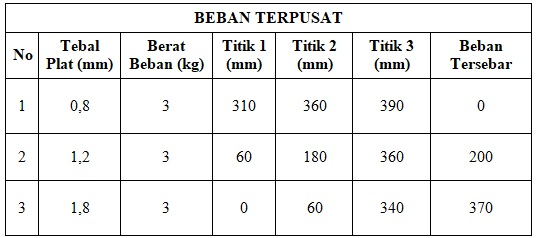 BEBAN TERPUSAT
No Tebal Plat (mm) Berat Beban (kg) Titik 1 (mm) Titik 2 (mm) Titik 3 (mm) Beban Tersebar
1 0,8 3 310 360 390 0
2 1,2 3 60 180 360 200
3 1,8 3 0 60 340 370